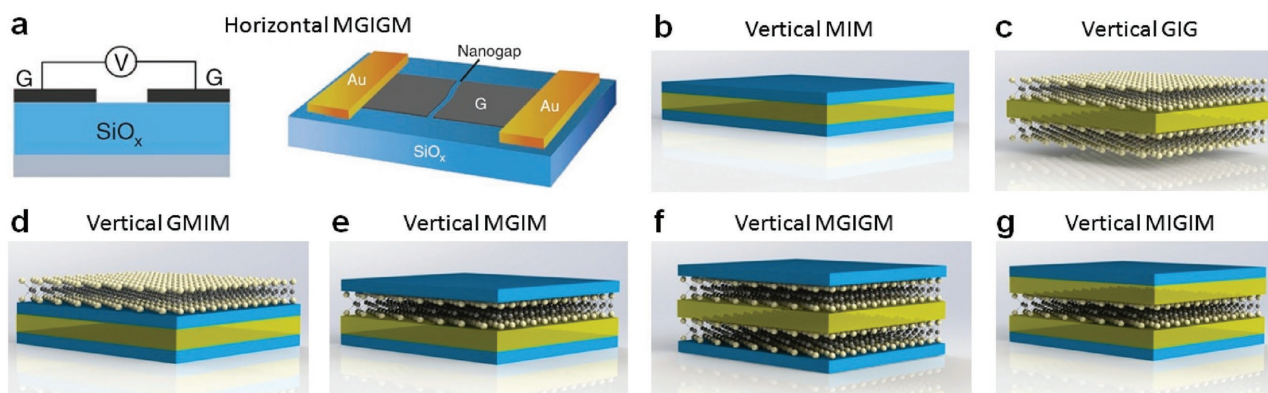 a
Horizontal MGIGM
G
V
G
SiOₓ
Nanogap
Au
G
Au
SiOₓ
b
Vertical MIM
c
Vertical GIG
d
Vertical GMIM
e
Vertical MGIM
f
Vertical MGIGM
g
Vertical MIGIM